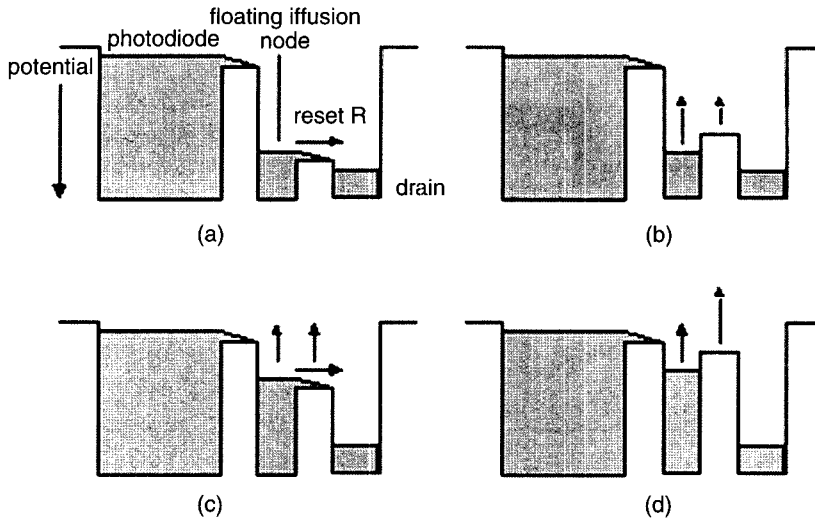 floating iffusion
node
photodiode
potential
reset R
drain
(a)
(b)
(c)
(d)